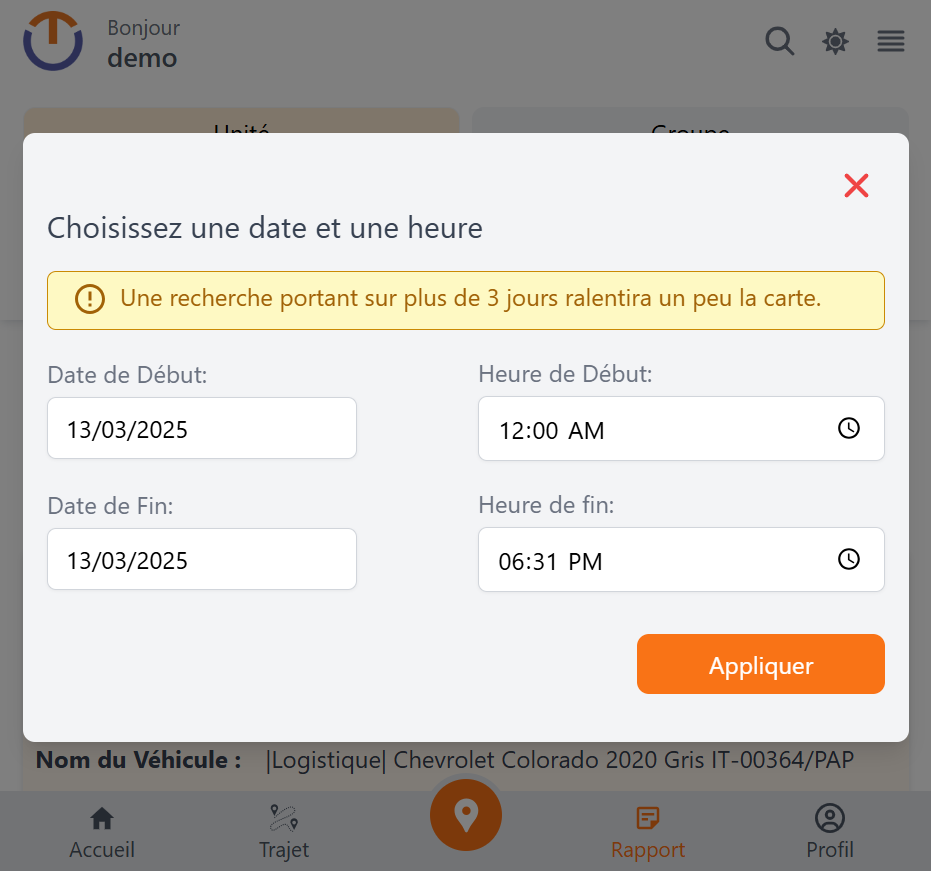 Bonjour
demo
Unité
Groupe
Choisissez une date et une heure
Une recherche portant sur plus de 3 jours ralentira un peu la carte.
Date de Début:
Heure de Début:
13/03/2025
12:00 AM
Date de Fin:
Heure de fin:
13/03/2025
06:31 PM
Appliquer
Nom du Véhicule : |Logistique| Chevrolet Colorado 2020 Gris IT-00364/PAP
Accueil
Trajet
Rapport
Profil